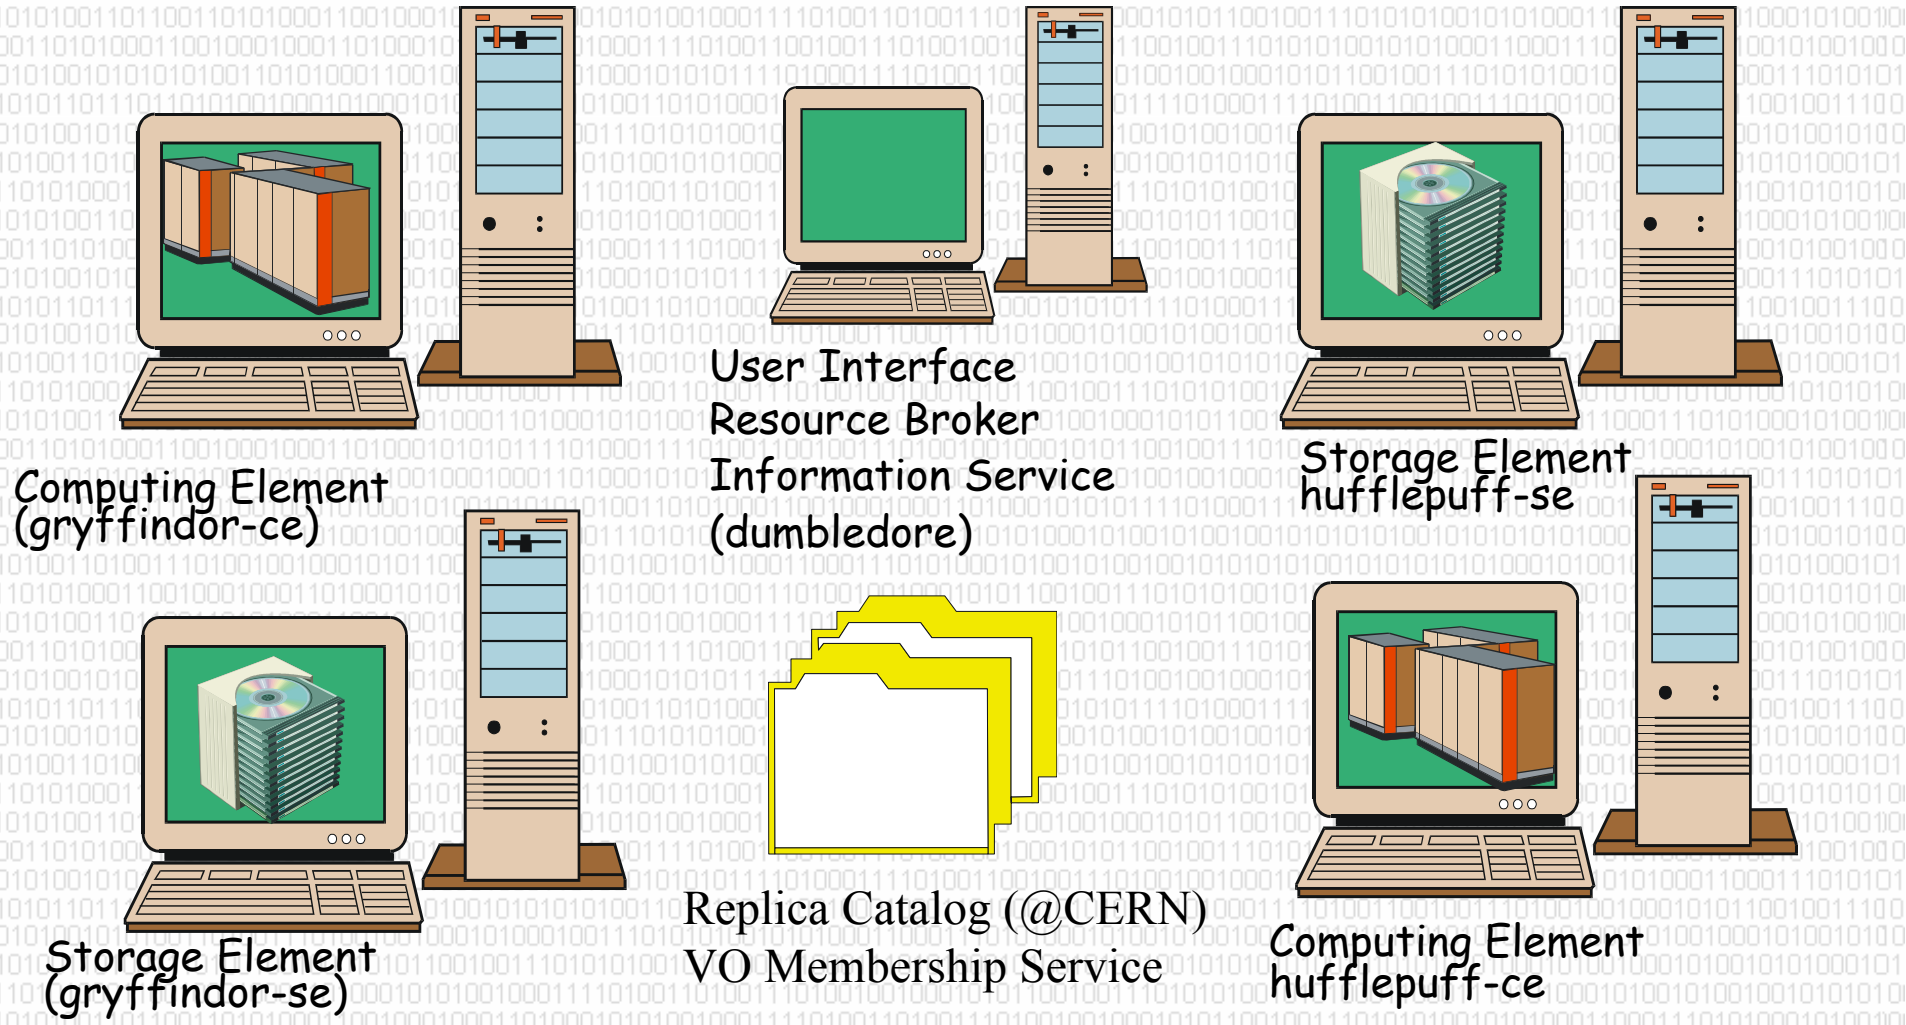 Computing Element
(gryffindor-ce)
User Interface
Resource Broker
Information Service
(dumbledore)
Storage Element
hufflepuff-se
Storage Element
(gryffindor-se)
Replica Catalog (@CERN)
VO Membership Service
Computing Element
hufflepuff-ce